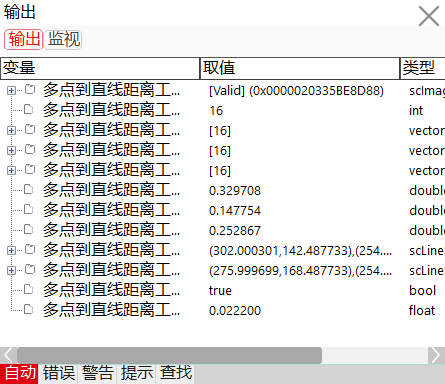 输出
输出 监视
变量 取值 类型
多点到直线距离工... [Valid] (0x0000020335BE8D88) scImag
多点到直线距离工... 16 int
多点到直线距离工... [16] vector
多点到直线距离工... [16] vector
多点到直线距离工... [16] vector
多点到直线距离工... 0.329708 double
多点到直线距离工... 0.147754 double
多点到直线距离工... 0.252867 double
多点到直线距离工... (302.000301,142.487733),(254.... scLine
多点到直线距离工... (275.999699,168.487733),(254.... scLine
多点到直线距离工... true bool
多点到直线距离工... 0.022200 float
自动 错误 警告 提示 查找